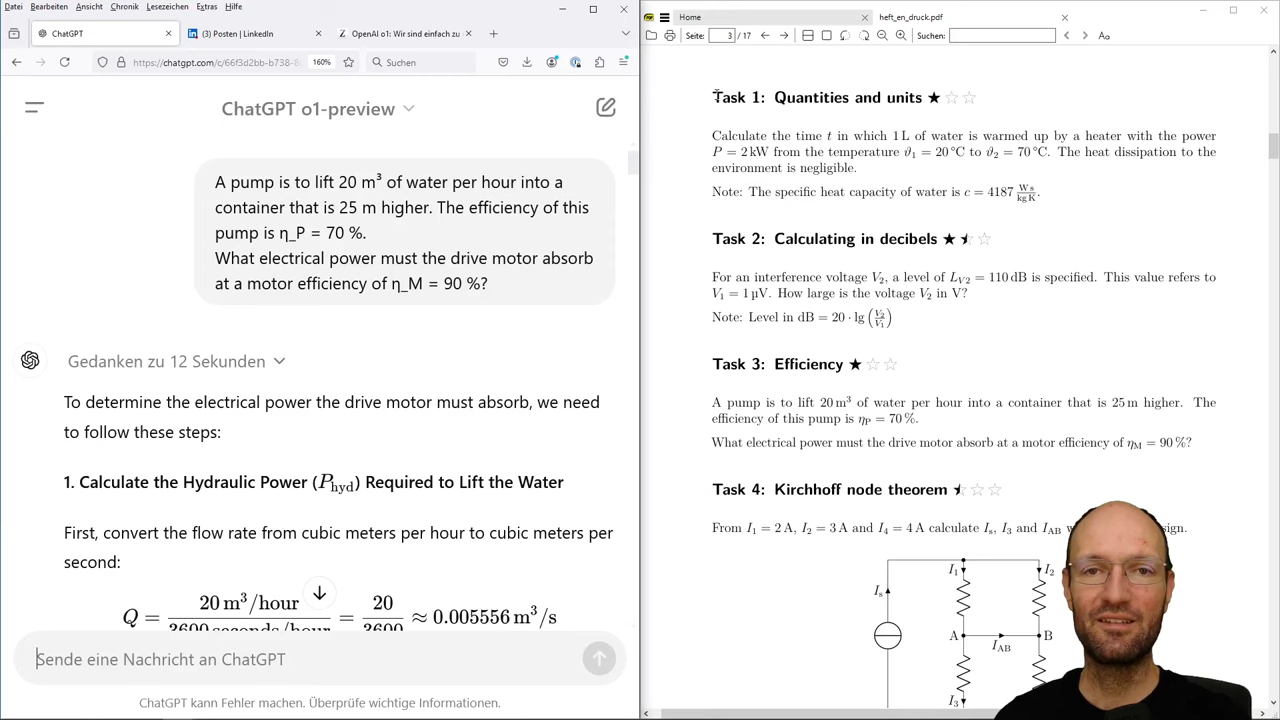 Datei Bearbeiten Ansicht Chronik Lesezeichen Extras Hilfe
ChatGPT
(3) Posten | LinkedIn
OpenAI o1: Wir sind einfach zu
https://chatgpt.com/c/66f3d2bb-b738-8
160%
Suchen
ChatGPT o1-preview
A pump is to lift 20 m³ of water per hour into a
container that is 25 m higher. The efficiency of this
pump is η_P = 70 %.
What electrical power must the drive motor absorb
at a motor efficiency of η_M = 90 %?
Gedanken zu 12 Sekunden
To determine the electrical power the drive motor must absorb, we need
to follow these steps:
1. Calculate the Hydraulic Power (P_hyd) Required to Lift the Water
First, convert the flow rate from cubic meters per hour to cubic meters per
second:
Q = 20 m³/hour / 3600 seconds/hour = 20 / 3600 ≈ 0.005556 m³/s
Sende eine Nachricht an ChatGPT
ChatGPT kann Fehler machen. Überprüfe wichtige Informationen.
Home
heft_en_druck.pdf
Seite: 3 / 17
Suchen:
Task 1: Quantities and units ★☆☆
Calculate the time t in which 1 L of water is warmed up by a heater with the power
P = 2 kW from the temperature ϑ₁ = 20 °C to ϑ₂ = 70 °C. The heat dissipation to the
environment is negligible.
Note: The specific heat capacity of water is c = 4187 W s / kg K.
Task 2: Calculating in decibels
For an interference voltage V₂, a level of L_V2 = 110 dB is specified. This value refers to
V₁ = 1 µV. How large is the voltage V₂ in V?
Note: Level in dB = 20 · lg (V₂/V₁)
Task 3: Efficiency ★☆☆
A pump is to lift 20 m³ of water per hour into a container that is 25 m higher. The
efficiency of this pump is η_P = 70 %.
What electrical power must the drive motor absorb at a motor efficiency of η_M = 90 %?
Task 4: Kirchhoff node theorem
From I₁ = 2 A, I₂ = 3 A and I₄ = 4 A calculate I_s, I₃ and I_AB
sign.
I₁
I₂
I_s
A
B
I_AB
I₃